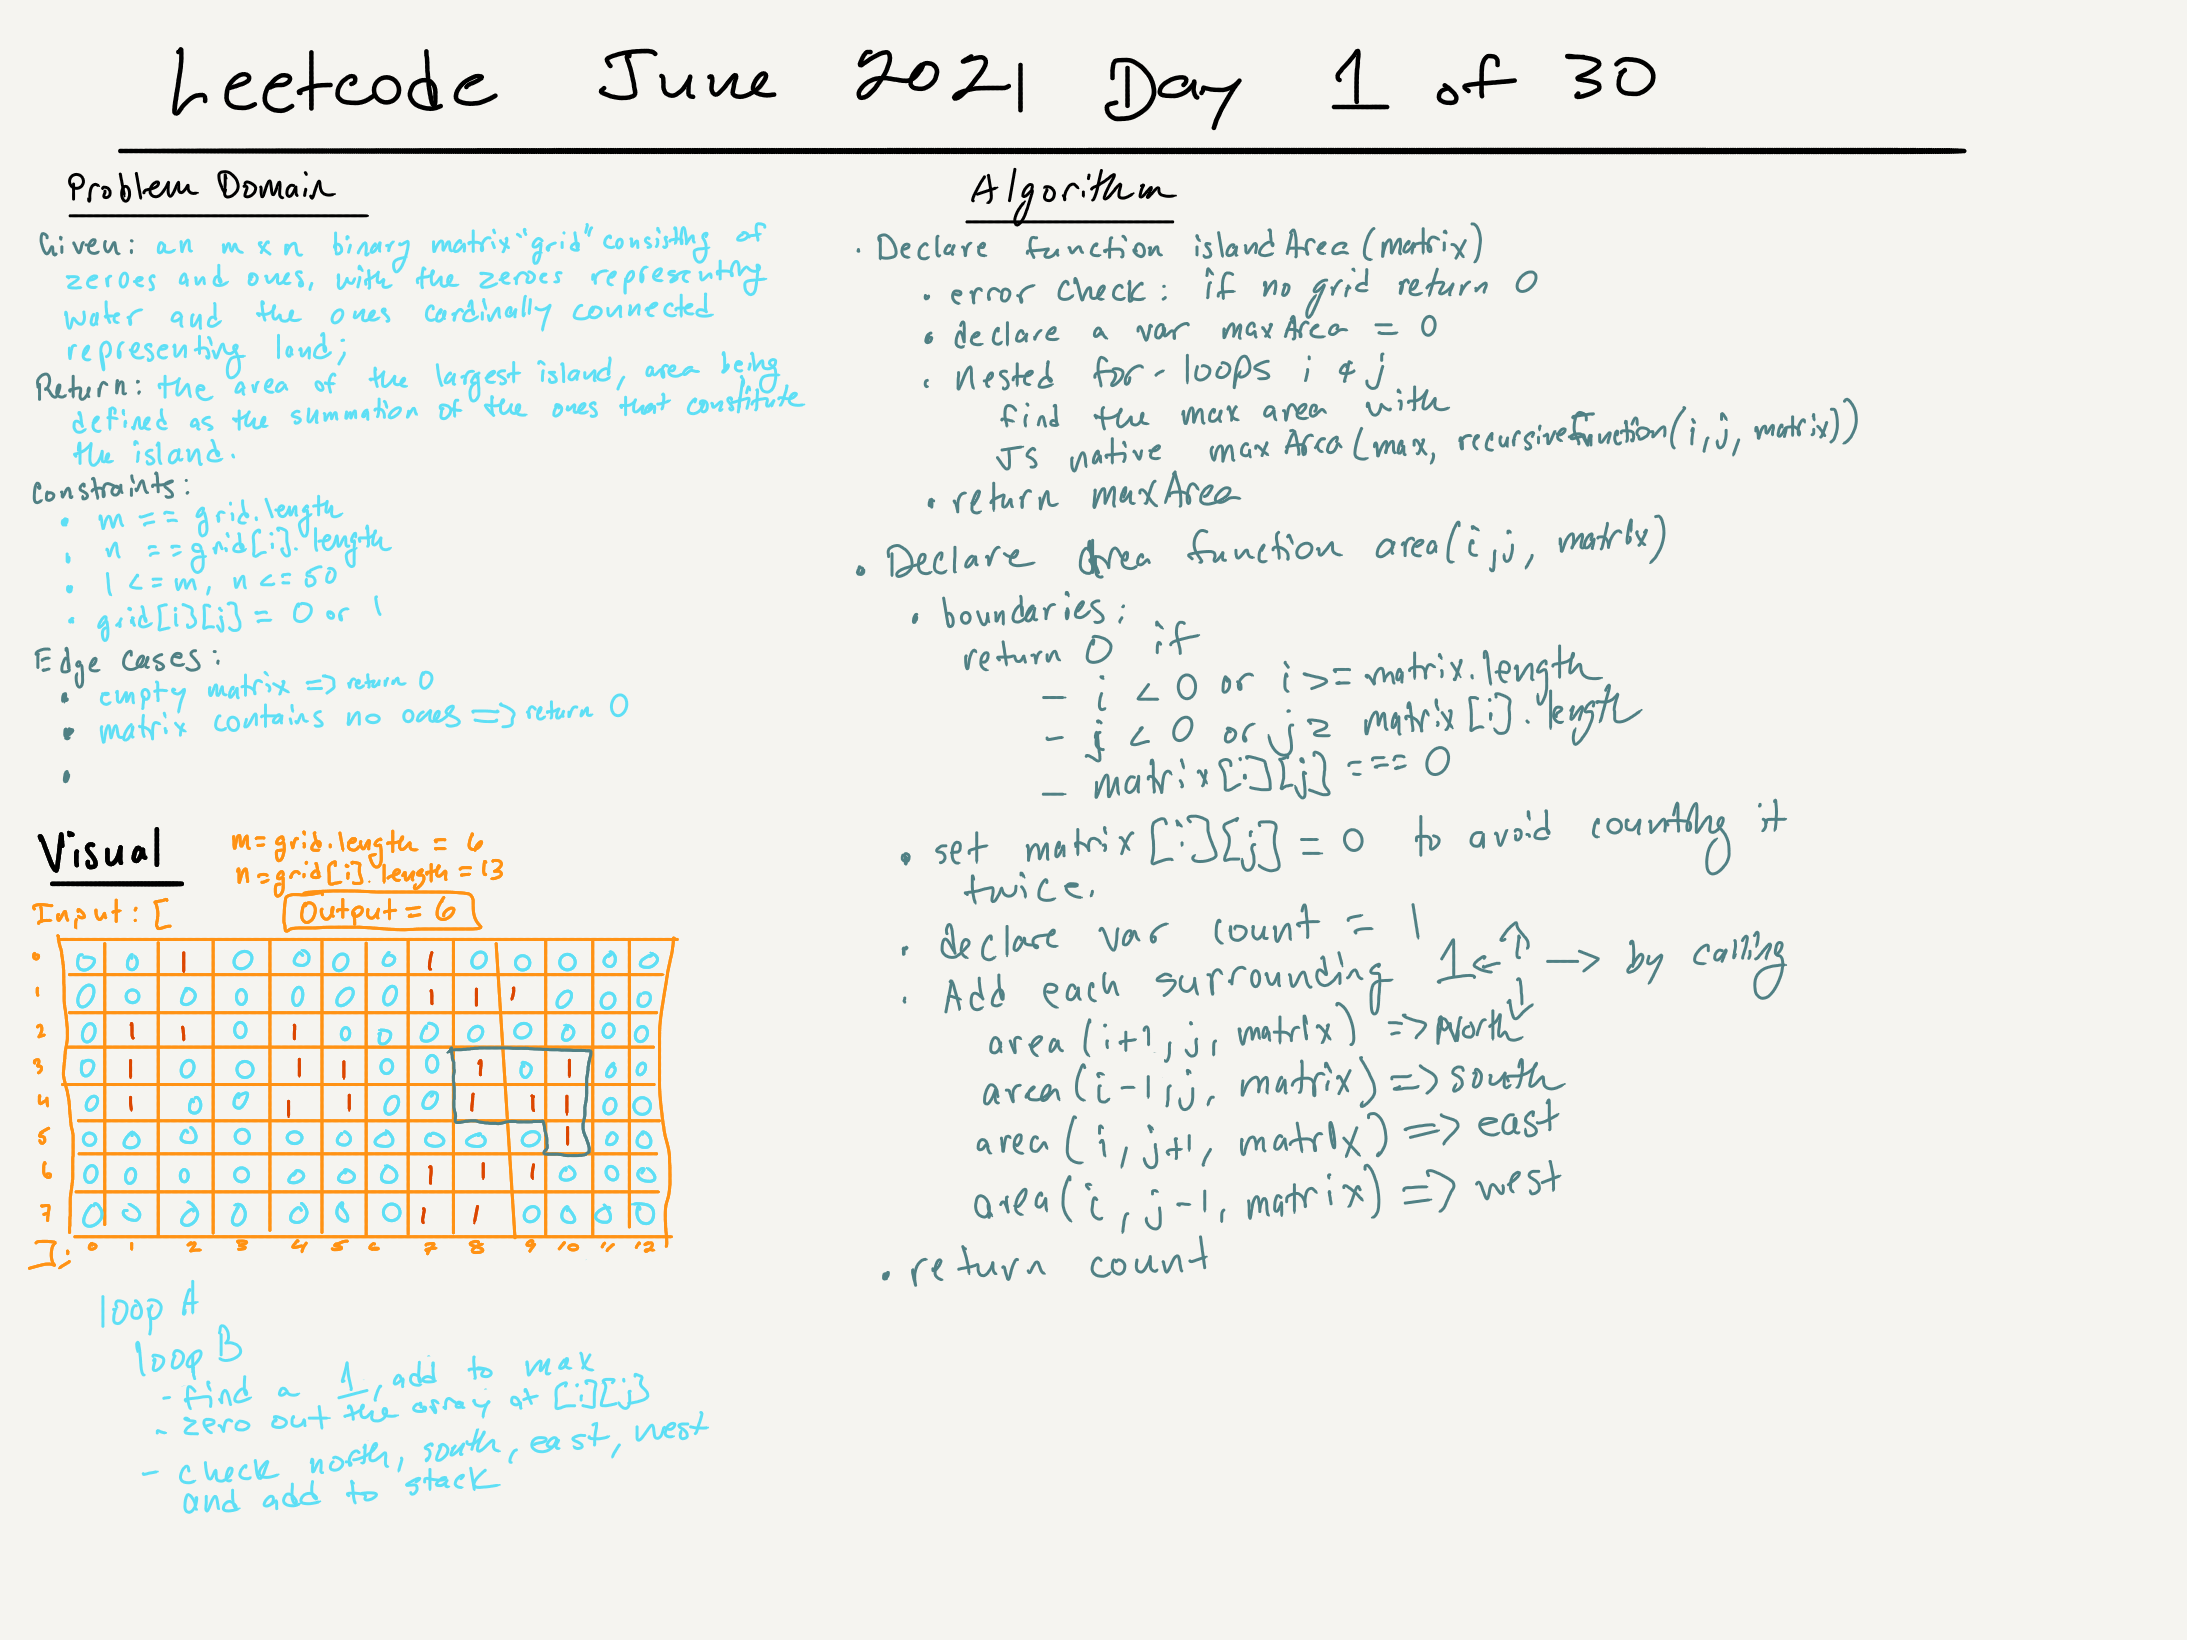 Leetcode June 2021 Day 1 of 30
Problem Domain
Given: an m x n binary matrix "grid" consisting of
zeroes and ones, with the zeroes representing
water and the ones cardinally connected
representing land;
Return: the area of the largest island, area being
defined as the summation of the ones that constitute
the island.
Constraints:
• m == grid.length
• n == grid[i].length
• 1 <= m, n <= 50
• grid[i][j] = 0 or 1
Edge cases:
• empty matrix => return 0
• matrix contains no ones => return 0
•
Visual
m = grid.length = 6
n = grid[i].length = 13
Input: [
Output = 6
0 0 0 1 0 0 0 0 1 0 0 0 0 0
1 0 0 0 0 0 0 0 1 1 1 0 0 0
2 0 1 1 0 1 0 0 0 0 0 0 0 0
3 0 1 0 0 1 1 0 0 1 0 1 0 0
4 0 1 0 0 1 1 0 0 1 1 1 0 0
5 0 0 0 0 0 0 0 0 0 0 1 0 0
6 0 0 0 0 0 0 0 1 1 1 0 0 0
7 0 0 0 0 0 0 0 1 1 0 0 0 0
J: 0 1 2 3 4 5 6 7 8 9 10 11 12
loop A
loop B
- find a 1, add to max
- zero out the array at [i][j]
- check north, south, east, west
and add to stack
Algorithm
• Declare function islandArea(matrix)
• error check: if no grid return 0
• declare a var maxArea = 0
• Nested for-loops i & j
find the max area with
JS native maxArea(max, recursivefunction(i, j, matrix))
• return maxArea
• Declare area function area(i, j, matrix)
• boundaries:
return 0 if
- i < 0 or i >= matrix.length
- j < 0 or j ≥ matrix[i].length
- matrix[i][j] === 0
• set matrix[i][j] = 0 to avoid counting it
twice.
• declare var count = 1
• Add each surrounding 1 ← ↑ ↓ → by calling
area(i+1, j, matrix) => North
area(i-1, j, matrix) => south
area(i, j+1, matrix) => east
area(i, j-1, matrix) => west
• return count